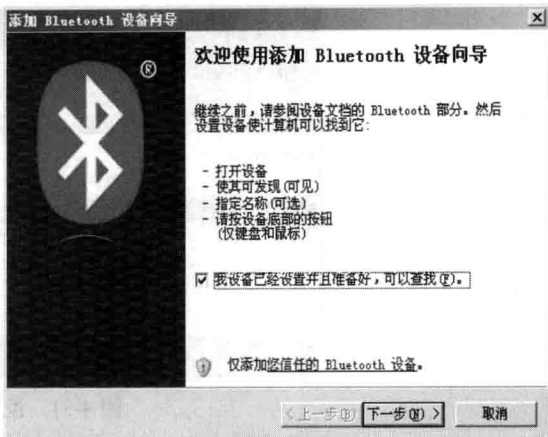 添加 Bluetooth 设备向导
®
欢迎使用添加 Bluetooth 设备向导
继续之前，请参阅设备文档的 Bluetooth 部分。然后
设置设备使计算机可以找到它:
- 打开设备
- 使其可发现(可见)
- 指定名称(可选)
- 请按设备底部的按钮
(仅键盘和鼠标)
我设备已经设置并且准备好，可以查找(F)。
仅添加您信任的 Bluetooth 设备。
< 上一步(B)
下一步(N) >
取消